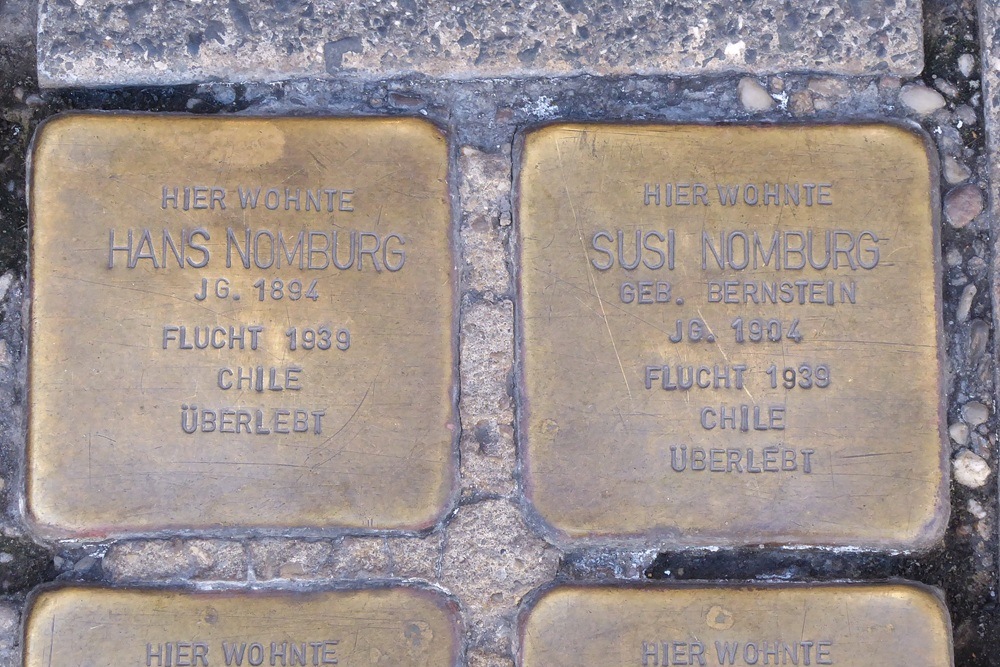 HIER WOHNTE
HANS NOMBURG
JG. 1894
FLUCHT 1939
CHILE
ÜBERLEBT
HIER WOHNTE
SUSI NOMBURG
GEB. BERNSTEIN
JG. 1904
FLUCHT 1939
CHILE
ÜBERLEBT
HIER WOHNTE
HIER WOHNTE